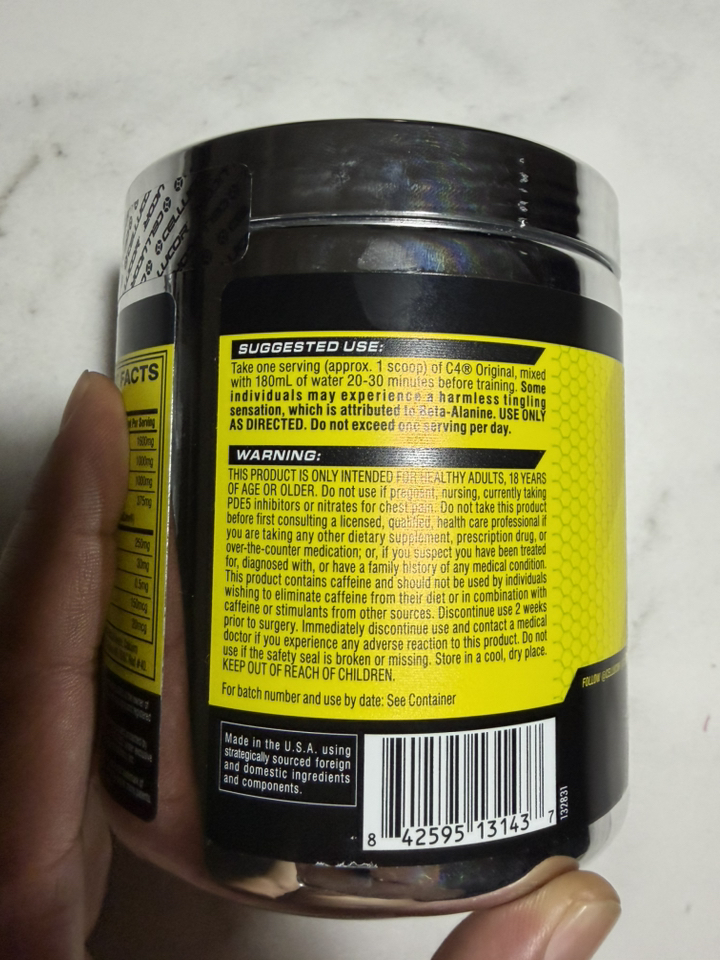 SUGGESTED USE:
Take one serving (approx. 1 scoop) of C4® Original, mixed
with 180mL of water 20-30 minutes before training. Some
individuals may experience a harmless tingling
sensation, which is attributed to Beta-Alanine. USE ONLY
AS DIRECTED. Do not exceed one serving per day.
WARNING:
THIS PRODUCT IS ONLY INTENDED FOR HEALTHY ADULTS, 18 YEARS
OF AGE OR OLDER. Do not use if pregnant, nursing, currently taking
PDE5 inhibitors or nitrates for chest pain. Do not take this product
before first consulting a licensed, qualified, health care professional if
you are taking any other dietary supplement, prescription drug, or
over-the-counter medication; or, if you suspect you have been treated
for, diagnosed with, or have a family history of any medical condition.
This product contains caffeine and should not be used by individuals
wishing to eliminate caffeine from their diet or in combination with
caffeine or stimulants from other sources. Discontinue use 2 weeks
prior to surgery. Immediately discontinue use and contact a medical
doctor if you experience any adverse reaction to this product. Do not
use if the safety seal is broken or missing. Store in a cool, dry place.
KEEP OUT OF REACH OF CHILDREN.
For batch number and use by date: See Container
Made in the U.S.A. using
strategically sourced foreign
and domestic ingredients
and components.
8 42595 13143 7
132831
FOLLOW
FACTS
Per Serving
1600mg
1000mg
1000mg
375mg
250mg
30mg
0.5mg